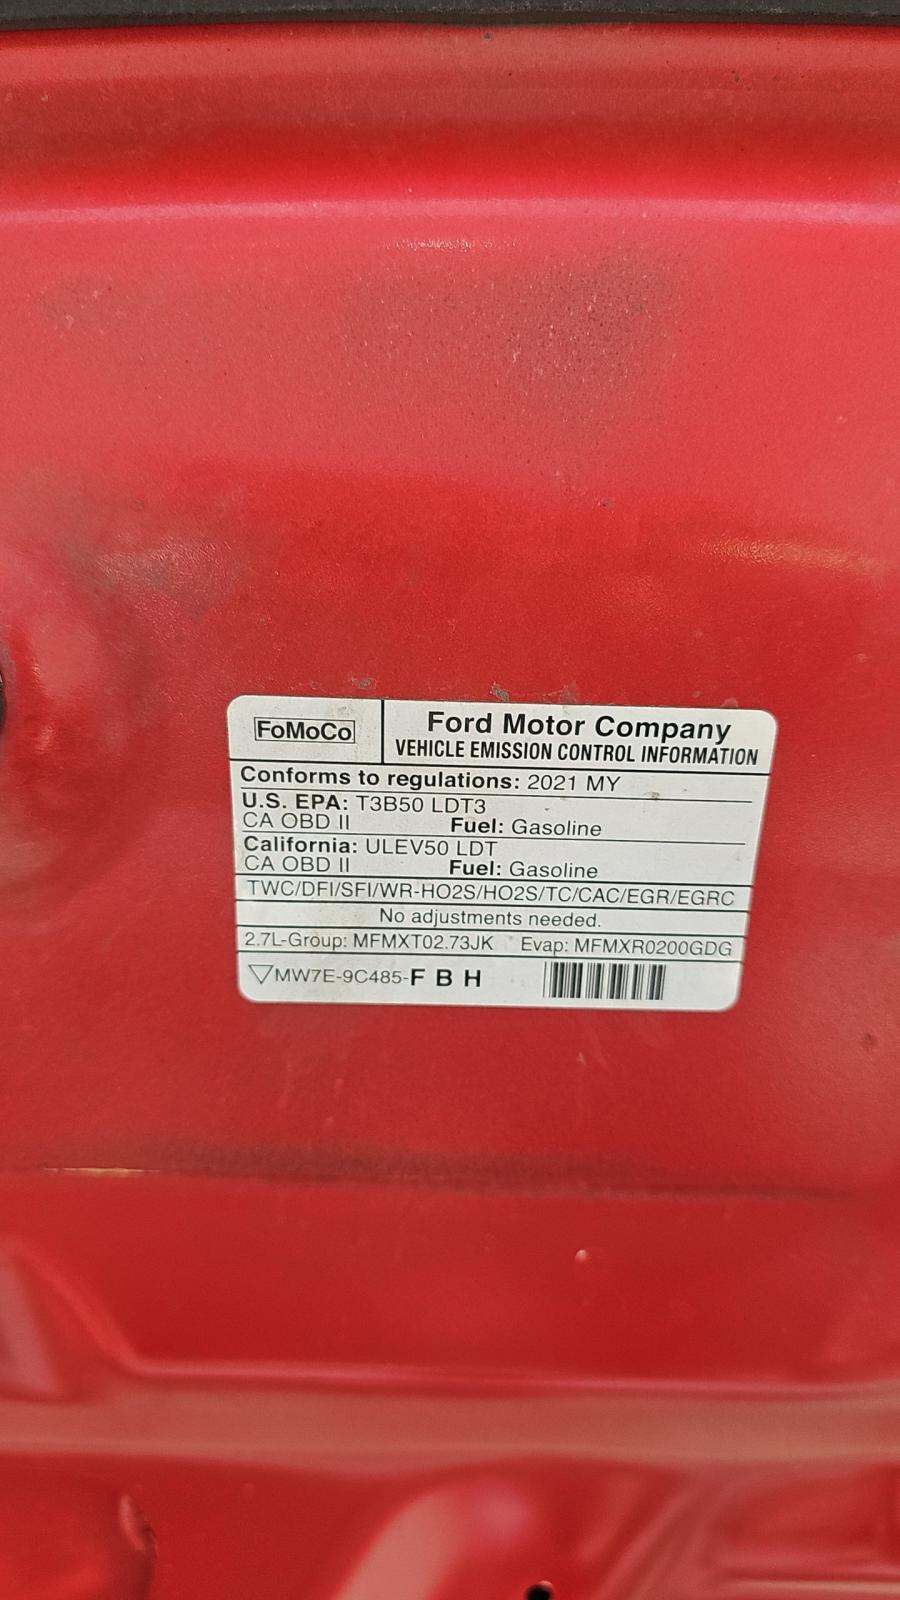 FoMoCo
Ford Motor Company
VEHICLE EMISSION CONTROL INFORMATION
Conforms to regulations: 2021 MY
U.S. EPA: T3B50 LDT3
CA OBD II Fuel: Gasoline
California: ULEV50 LDT
CA OBD II Fuel: Gasoline
TWC/DFI/SFI/WR-HO2S/HO2S/TC/CAC/EGR/EGRC
No adjustments needed.
2.7L-Group: MFMXT02.73JK Evap: MFMXR0200GDG
MW7E-9C485-F B H